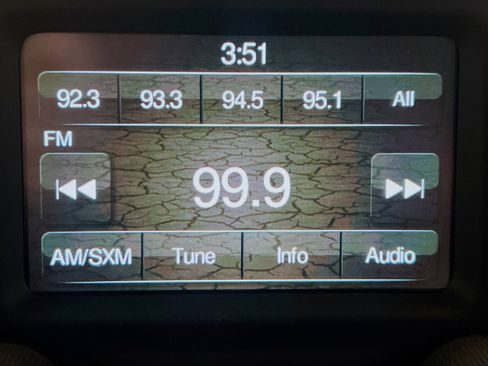 3:51
92.3 93.3 94.5 95.1 All
FM
99.9
AM/SXM Tune Info Audio